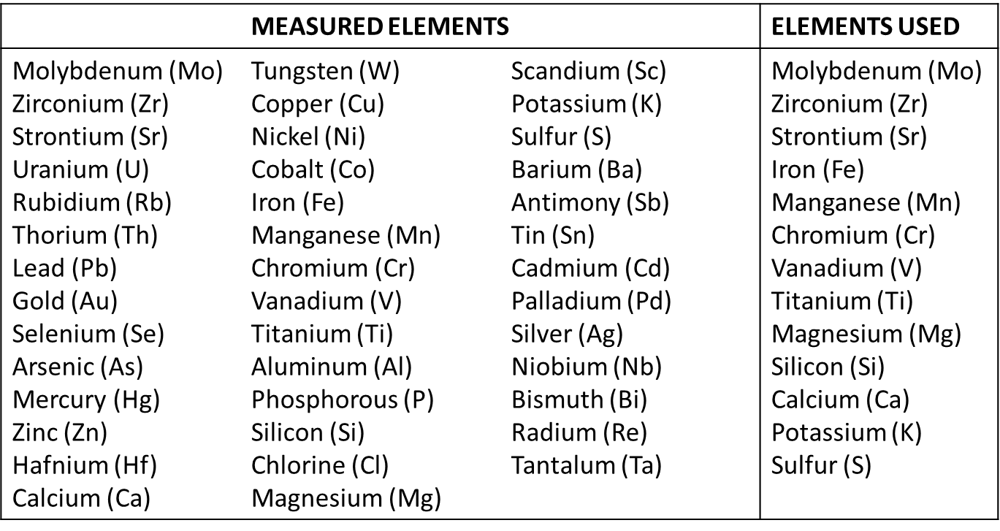 MEASURED ELEMENTS ELEMENTS USED
Molybdenum (Mo) Tungsten (W) Scandium (Sc) Molybdenum (Mo)
Zirconium (Zr) Copper (Cu) Potassium (K) Zirconium (Zr)
Strontium (Sr) Nickel (Ni) Sulfur (S) Strontium (Sr)
Uranium (U) Cobalt (Co) Barium (Ba) Iron (Fe)
Rubidium (Rb) Iron (Fe) Antimony (Sb) Manganese (Mn)
Thorium (Th) Manganese (Mn) Tin (Sn) Chromium (Cr)
Lead (Pb) Chromium (Cr) Cadmium (Cd) Vanadium (V)
Gold (Au) Vanadium (V) Palladium (Pd) Titanium (Ti)
Selenium (Se) Titanium (Ti) Silver (Ag) Magnesium (Mg)
Arsenic (As) Aluminum (Al) Niobium (Nb) Silicon (Si)
Mercury (Hg) Phosphorous (P) Bismuth (Bi) Calcium (Ca)
Zinc (Zn) Silicon (Si) Radium (Re) Potassium (K)
Hafnium (Hf) Chlorine (Cl) Tantalum (Ta) Sulfur (S)
Calcium (Ca) Magnesium (Mg)